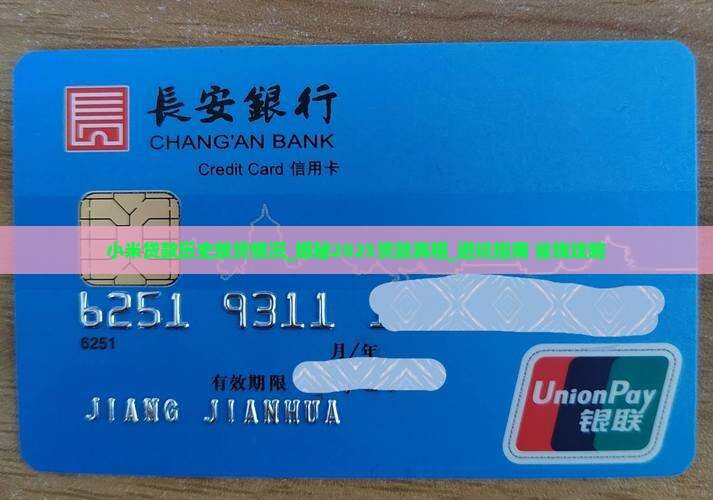 長安銀行
CHANG'AN BANK
Credit Card 信用卡
小米贷款历史放贷情况_揭秘2025贷款真相_避坑指南 省钱攻略
6251 9311 1
6251
月/年
有效期限
JIANG JIANHUA
UnionPay
银联